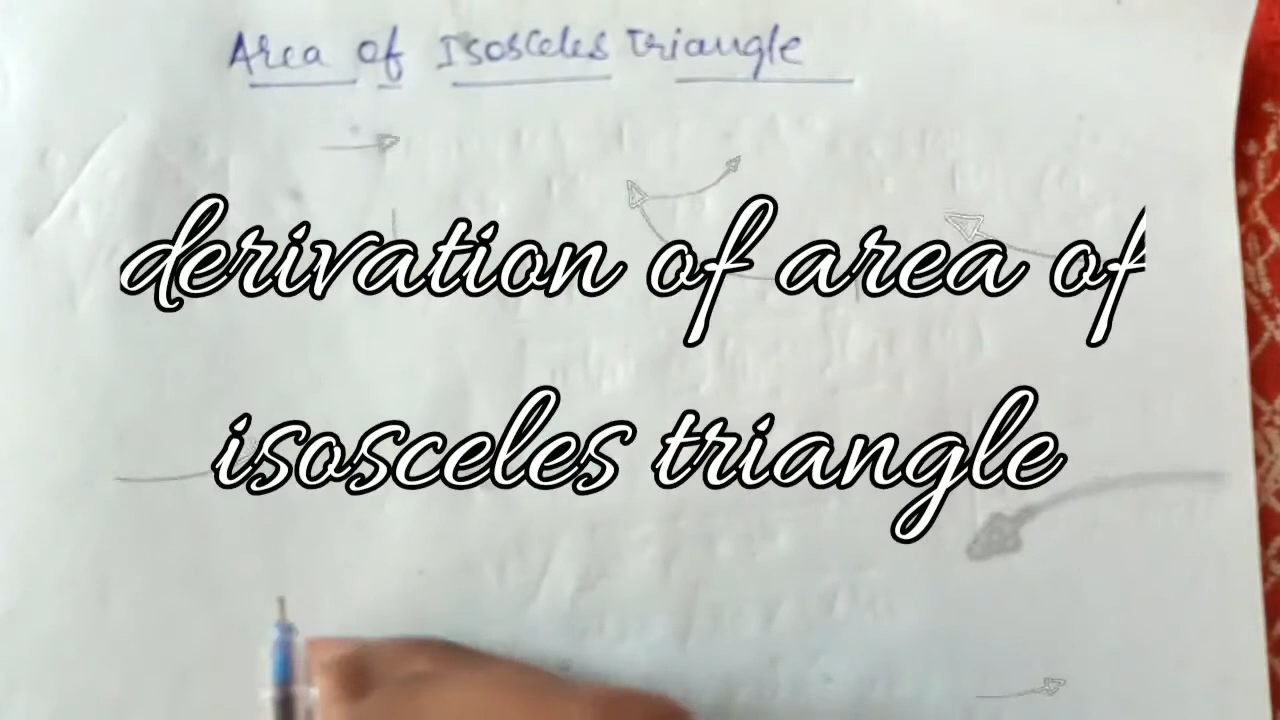 Area of Isosceles triangle
derivation of area of
isosceles triangle